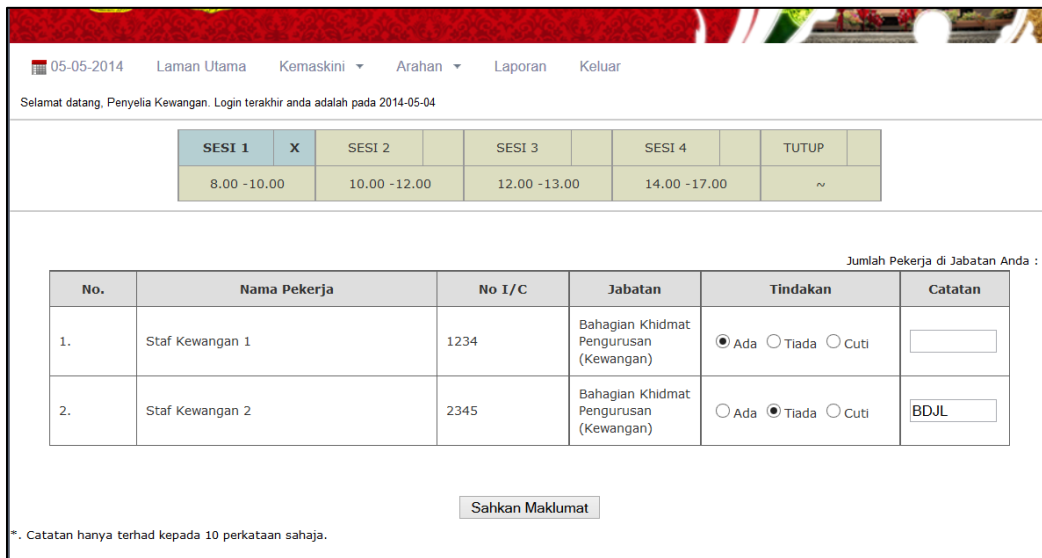 05-05-2014 Laman Utama Kemaskini Arahan Laporan Keluar
Selamat datang, Penyelia Kewangan. Login terakhir anda adalah pada 2014-05-04
SESI 1 X SESI 2 SESI 3 SESI 4 TUTUP
8.00 -10.00 10.00 -12.00 12.00 -13.00 14.00 -17.00 ~
Jumlah Pekerja di Jabatan Anda :
No. Nama Pekerja No I/C Jabatan Tindakan Catatan
1. Staf Kewangan 1 1234 Bahagian Khidmat
Pengurusan
(Kewangan)
Ada Tiada Cuti
2. Staf Kewangan 2 2345 Bahagian Khidmat
Pengurusan
(Kewangan)
Ada Tiada Cuti BDJL
Sahkan Maklumat
*. Catatan hanya terhad kepada 10 perkataan sahaja.